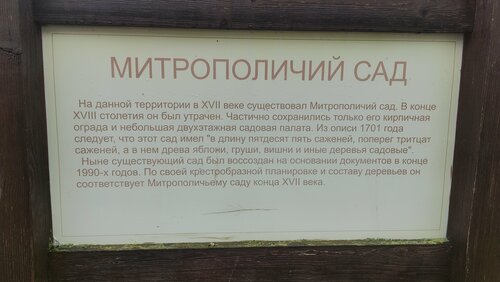 МИТРОПОЛИЧИЙ САД
На данной территории в XVII веке существовал Митрополичий сад. В конце
XVIII столетия он был утрачен. Частично сохранились только его кирпичная
ограда и небольшая двухэтажная садовая палата. Из описи 1701 года
следует, что этот сад имел "в длину пятдесят пять саженей, поперег тритцат
саженей, а в нем древа яблони, груши, вишни и иные деревья садовые".
Ныне существующий сад был воссоздан на основании документов в конце
1990-х годов. По своей крестообразной планировке и составу деревьев он
соответствует Митрополичьему саду конца XVII века.